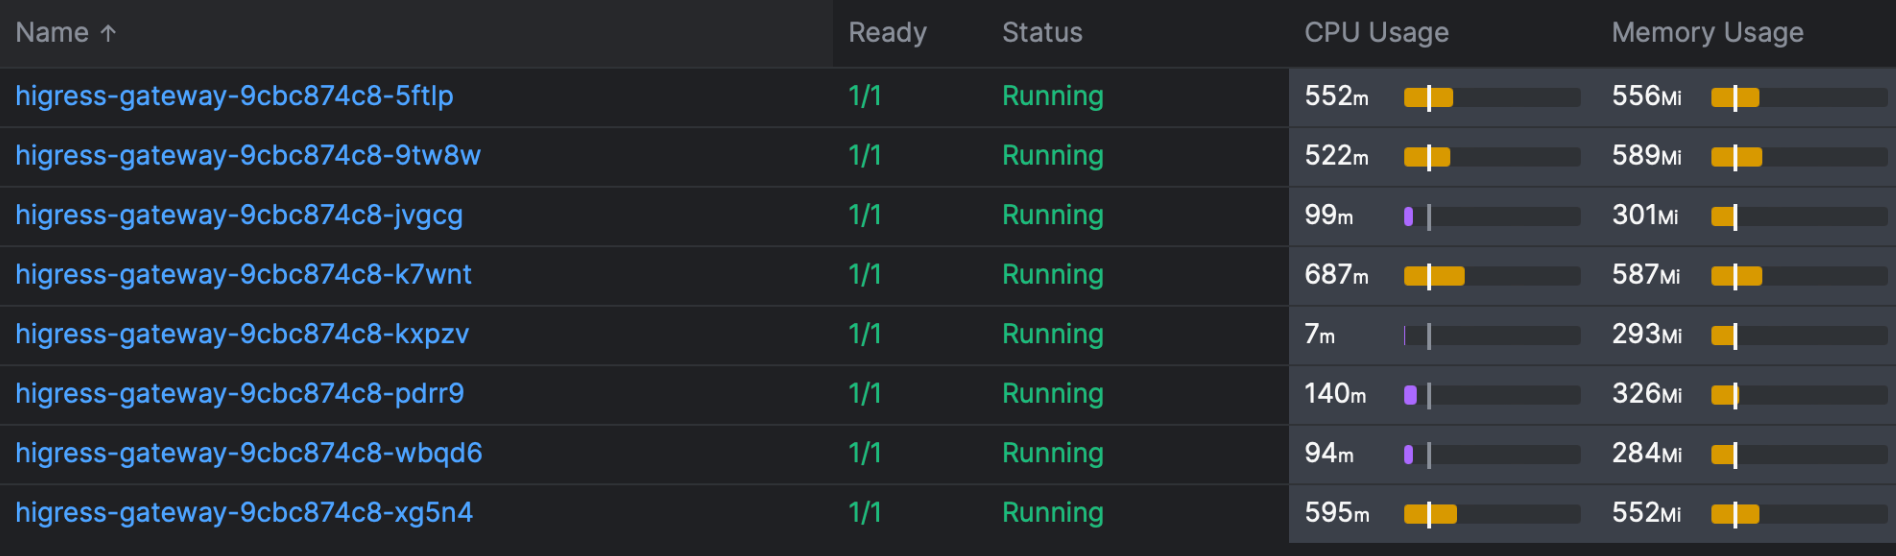 Name ↑ Ready Status CPU Usage Memory Usage
higress-gateway-9cbc874c8-5ftlp 1/1 Running 552m 556Mi
higress-gateway-9cbc874c8-9tw8w 1/1 Running 522m 589Mi
higress-gateway-9cbc874c8-jvgcg 1/1 Running 99m 301Mi
higress-gateway-9cbc874c8-k7wnt 1/1 Running 687m 587Mi
higress-gateway-9cbc874c8-kxpzv 1/1 Running 7m 293Mi
higress-gateway-9cbc874c8-pdrr9 1/1 Running 140m 326Mi
higress-gateway-9cbc874c8-wbqd6 1/1 Running 94m 284Mi
higress-gateway-9cbc874c8-xg5n4 1/1 Running 595m 552Mi